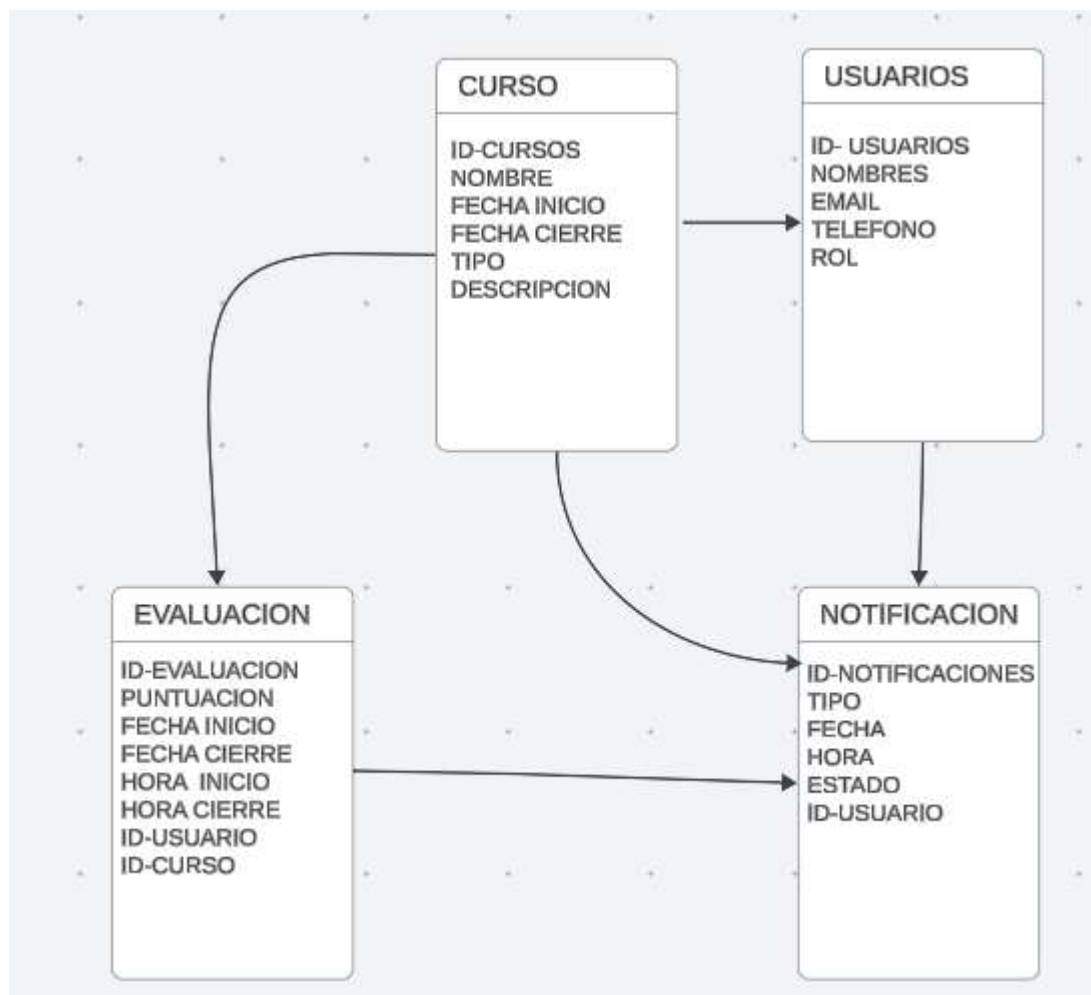 CURSO
ID-CURSOS
NOMBRE
FECHA INICIO
FECHA CIERRE
TIPO
DESCRIPCION
USUARIOS
ID- USUARIOS
NOMBRES
EMAIL
TELEFONO
ROL
EVALUACION
ID-EVALUACION
PUNTUACION
FECHA INICIO
FECHA CIERRE
HORA  INICIO
HORA CIERRE
ID-USUARIO
ID-CURSO
NOTIFICACION
ID-NOTIFICACIONES
TIPO
FECHA
HORA
ESTADO
ID-USUARIO